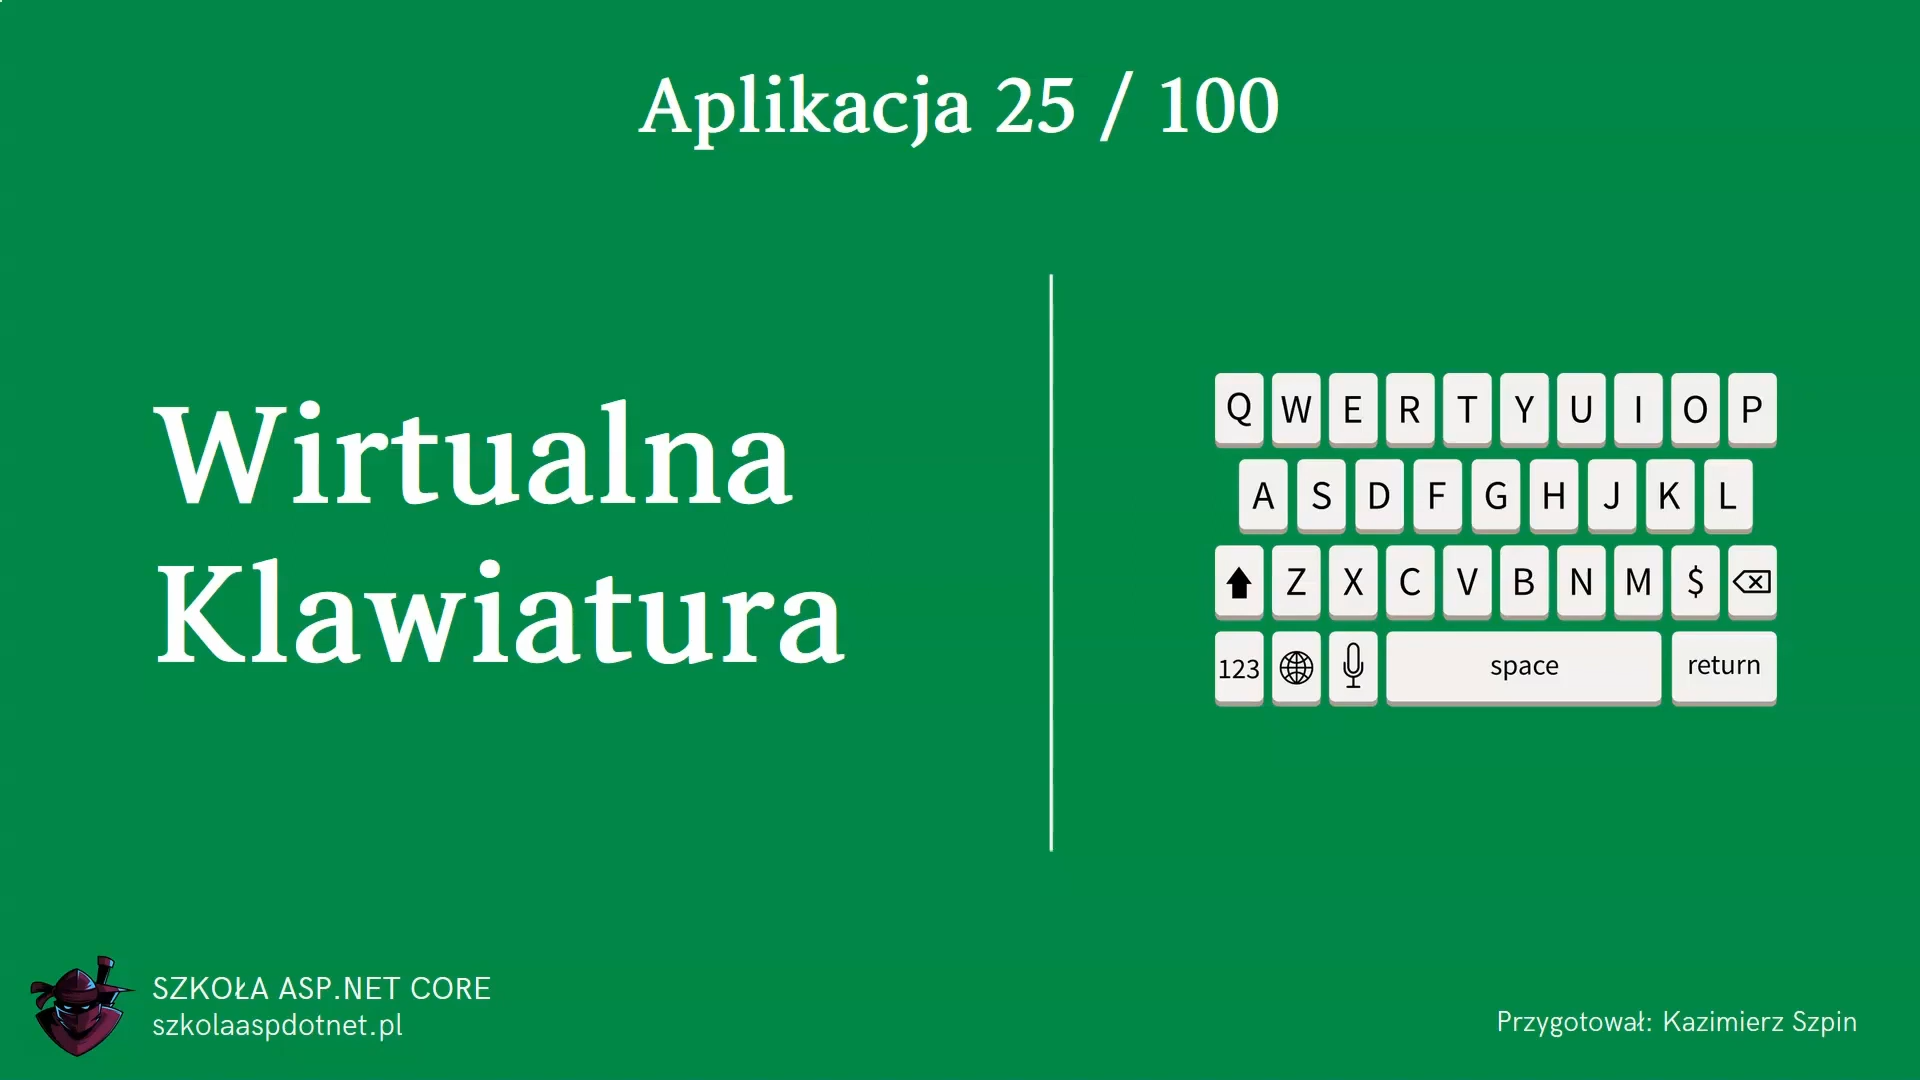 Aplikacja 25 / 100
Wirtualna
Klawiatura
Q W E R T Y U I O P
A S D F G H J K L
Z X C V B N M $
123 space return
SZKOŁA ASP.NET CORE
szkolaaspdotnet.pl
Przygotował: Kazimierz Szpin